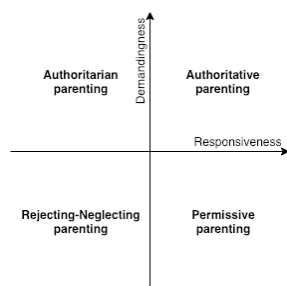 Demandingness
Authoritarian
parenting
Authoritative
parenting
Responsiveness
Rejecting-Neglecting
parenting
Permissive
parenting